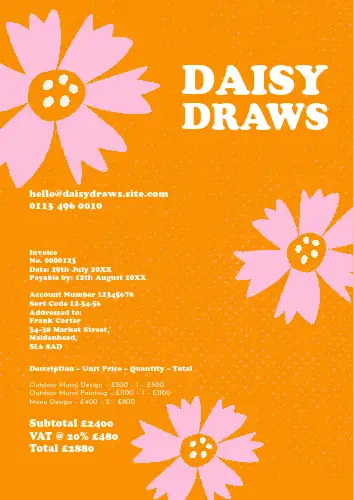 DAISY
DRAWS
hello@daisydraws.site.com
0113 496 0010
Invoice
No. 0000123
Date: 29th July 20XX
Payable by: 12th August 20XX
Account Number 12345678
Sort Code 12-34-56
Addressed to:
Frank Carter
34-38 Market Street,
Maidenhead,
SL6 8AD
Description – Unit Price – Quantity – Total
Outdoor Mural Design – £500 – 1 – £500
Outdoor Mural Painting – £1100 – 1 – £1100
Menu Design – £400 – 2 – £800
Subtotal £2400
VAT @ 20% £480
Total £2880